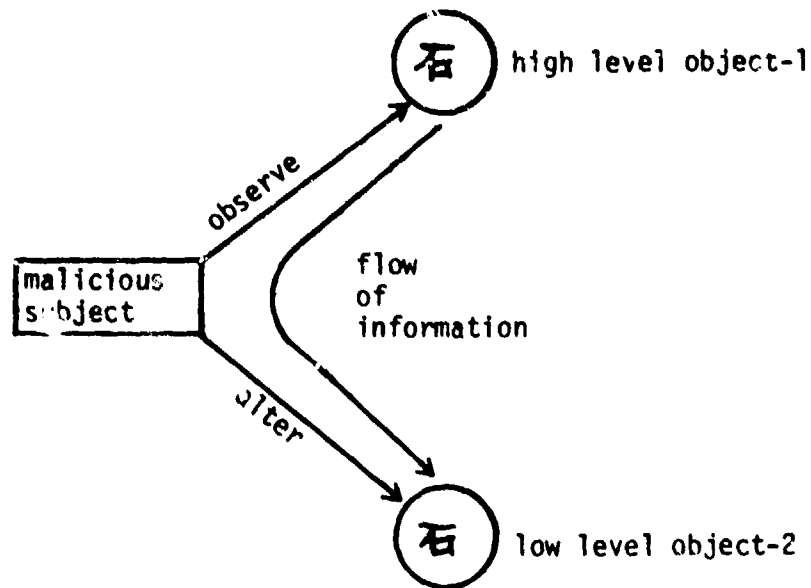 石 high level object-1
observe
malicious
subject
flow
of
information
alter
石 low level object-2